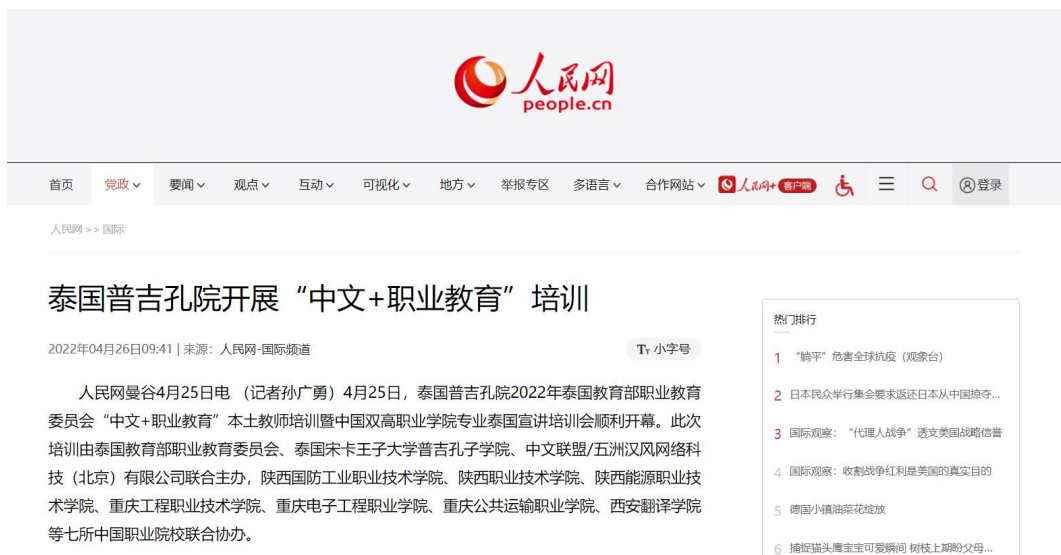 人民网
people.cn
首页 党政 要闻 观点 互动 可视化 地方 举报专区 多语言 合作网站 人民网+ 客户端 登录
人民网 >> 国际
泰国普吉孔院开展“中文+职业教育”培训
2022年04月26日09:41 | 来源：人民网-国际频道
TT 小字号
人民网曼谷4月25日电 （记者孙广勇）4月25日，泰国普吉孔院2022年泰国教育部职业教育
委员会“中文+职业教育”本土教师培训暨中国双高职业学院专业泰国宣讲培训会顺利开幕。此次
培训由泰国教育部职业教育委员会、泰国宋卡王子大学普吉孔子学院、中文联盟/五洲汉风网络科
技（北京）有限公司联合主办，陕西国防工业职业技术学院、陕西职业技术学院、陕西能源职业技
术学院、重庆工程职业技术学院、重庆电子工程职业学院、重庆公共运输职业学院、西安翻译学院
等七所中国职业院校联合协办。
热门排行
1 “躺平”危害全球抗疫（观象台）
2 日本民众举行集会要求返还日本从中国掠夺...
3 国际观察：“代理人战争”透支美国战略信誉
4 国际观察：收割战争红利是美国的真实目的
5 德国小镇油菜花绽放
6 捕捉猫头鹰宝宝可爱瞬间 树枝上期盼父母...